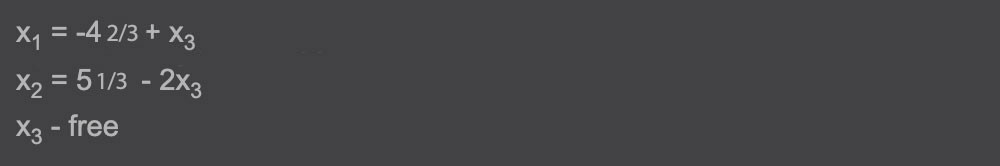 x₁ = -4 2/3 + x₃
x₂ = 5 1/3 - 2x₃
x₃ - free